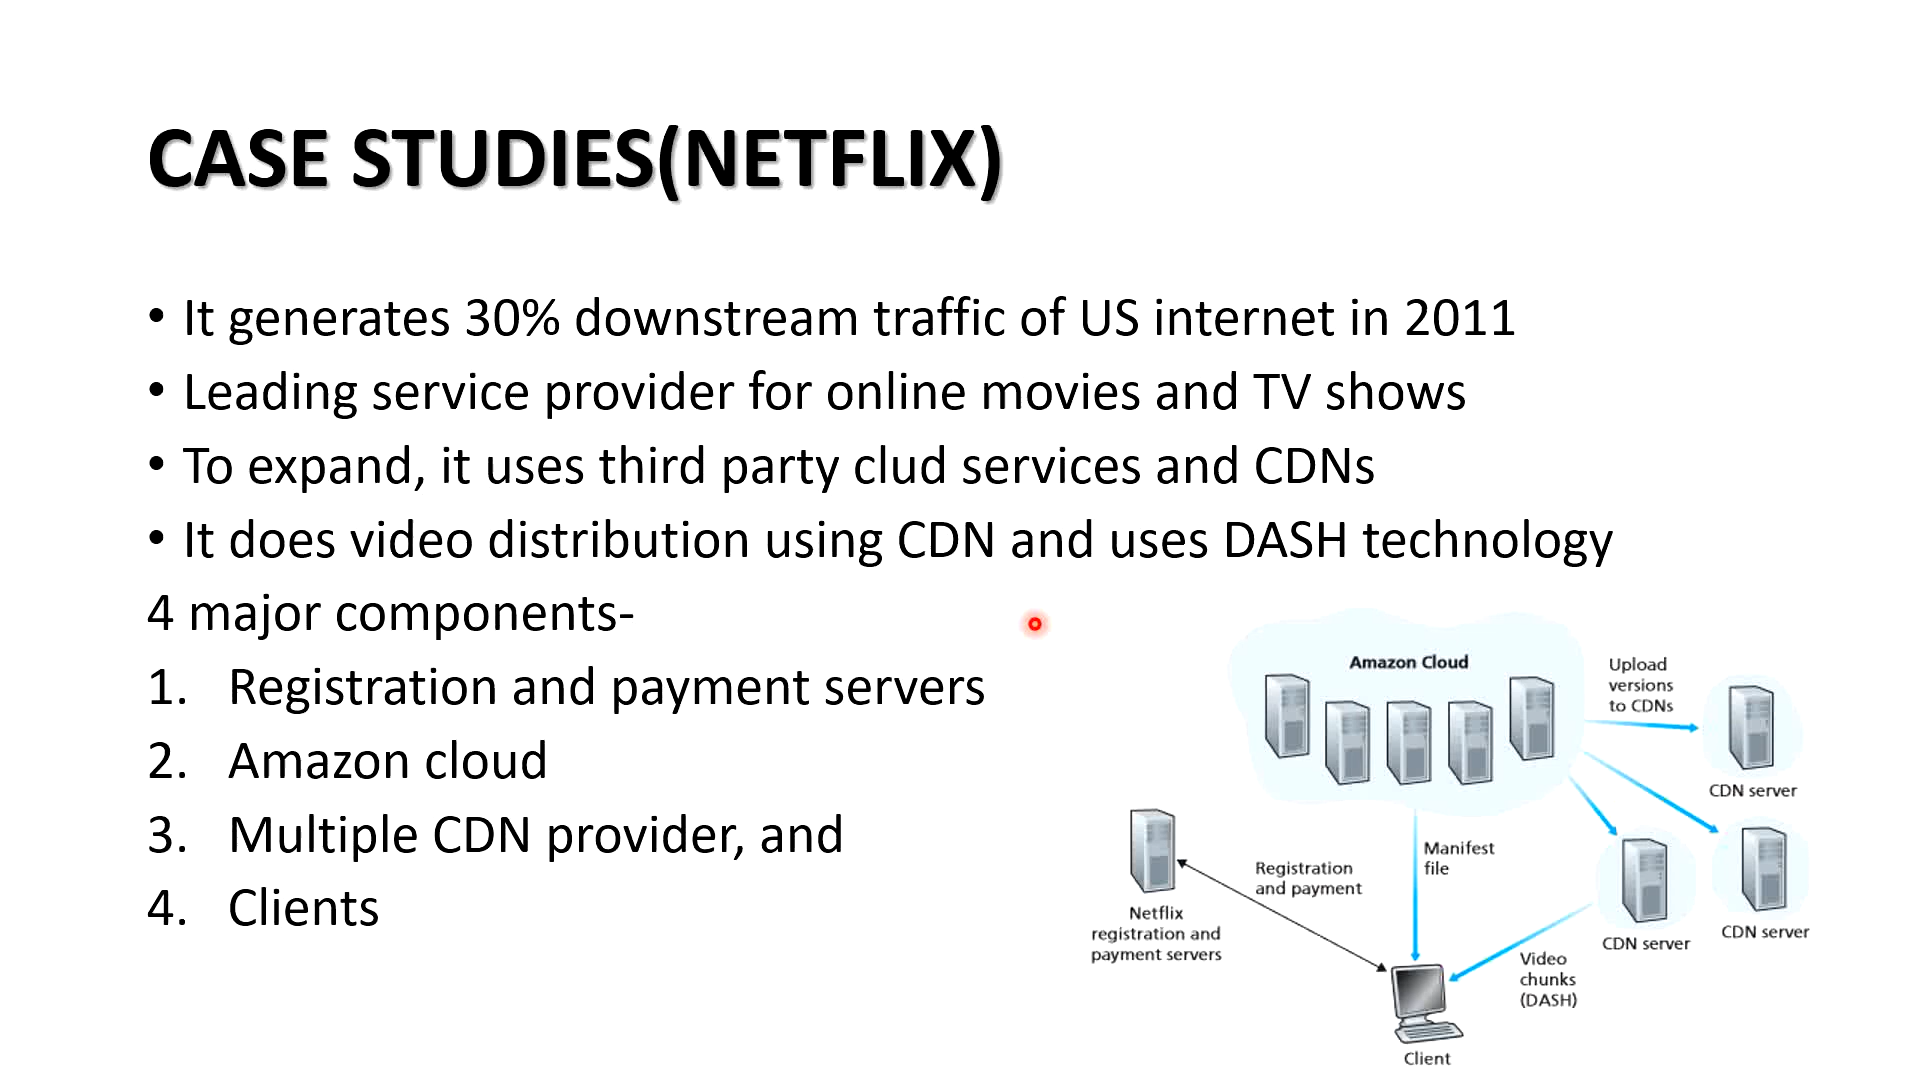 CASE STUDIES(NETFLIX)
• It generates 30% downstream traffic of US internet in 2011
• Leading service provider for online movies and TV shows
• To expand, it uses third party clud services and CDNs
• It does video distribution using CDN and uses DASH technology
4 major components-
1. Registration and payment servers
2. Amazon cloud
3. Multiple CDN provider, and
4. Clients
Amazon Cloud
Upload
versions
to CDNs
CDN server
Manifest
file
Registration
and payment
Netflix
registration and
payment servers
CDN server
CDN server
Video
chunks
(DASH)
Client